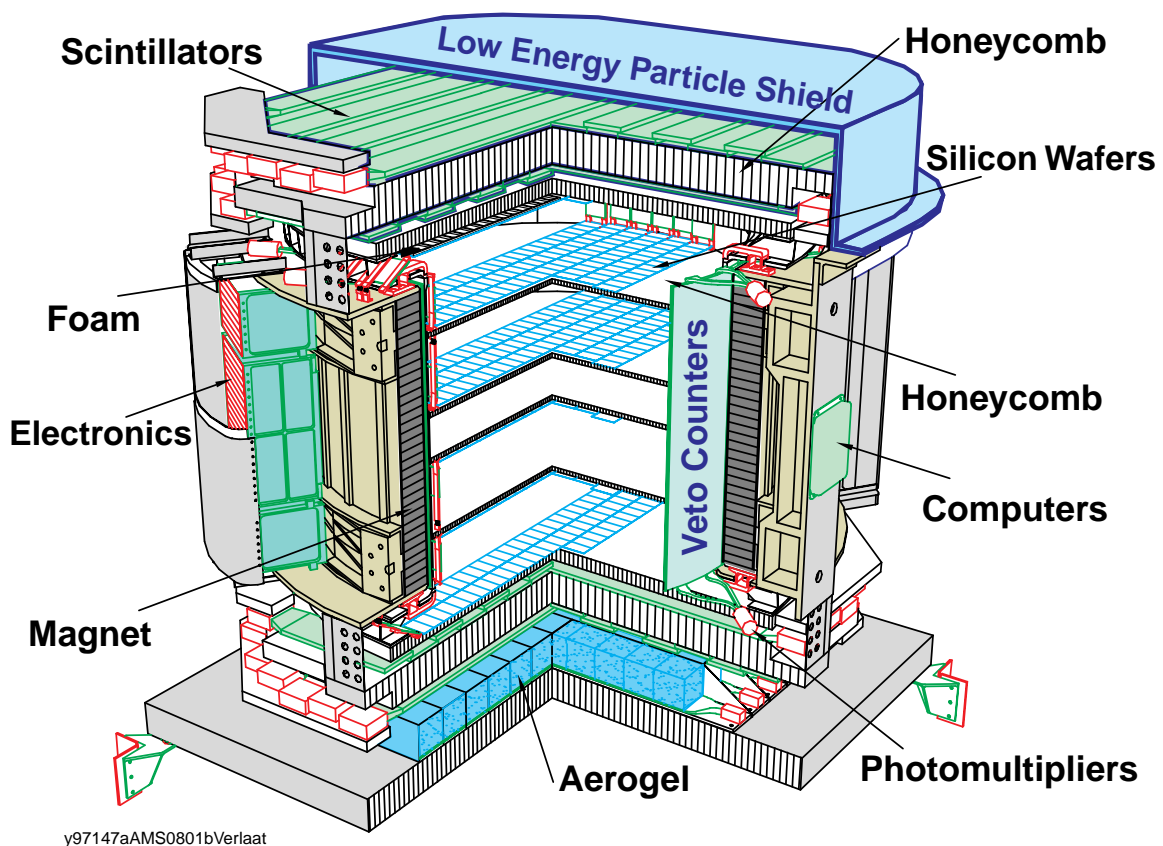 Low Energy Particle Shield
Honeycomb
Scintillators
Silicon Wafers
Foam
Veto Counters
Honeycomb
Electronics
Computers
Magnet
Photomultipliers
Aerogel
y97147aAMS0801bVerlaat